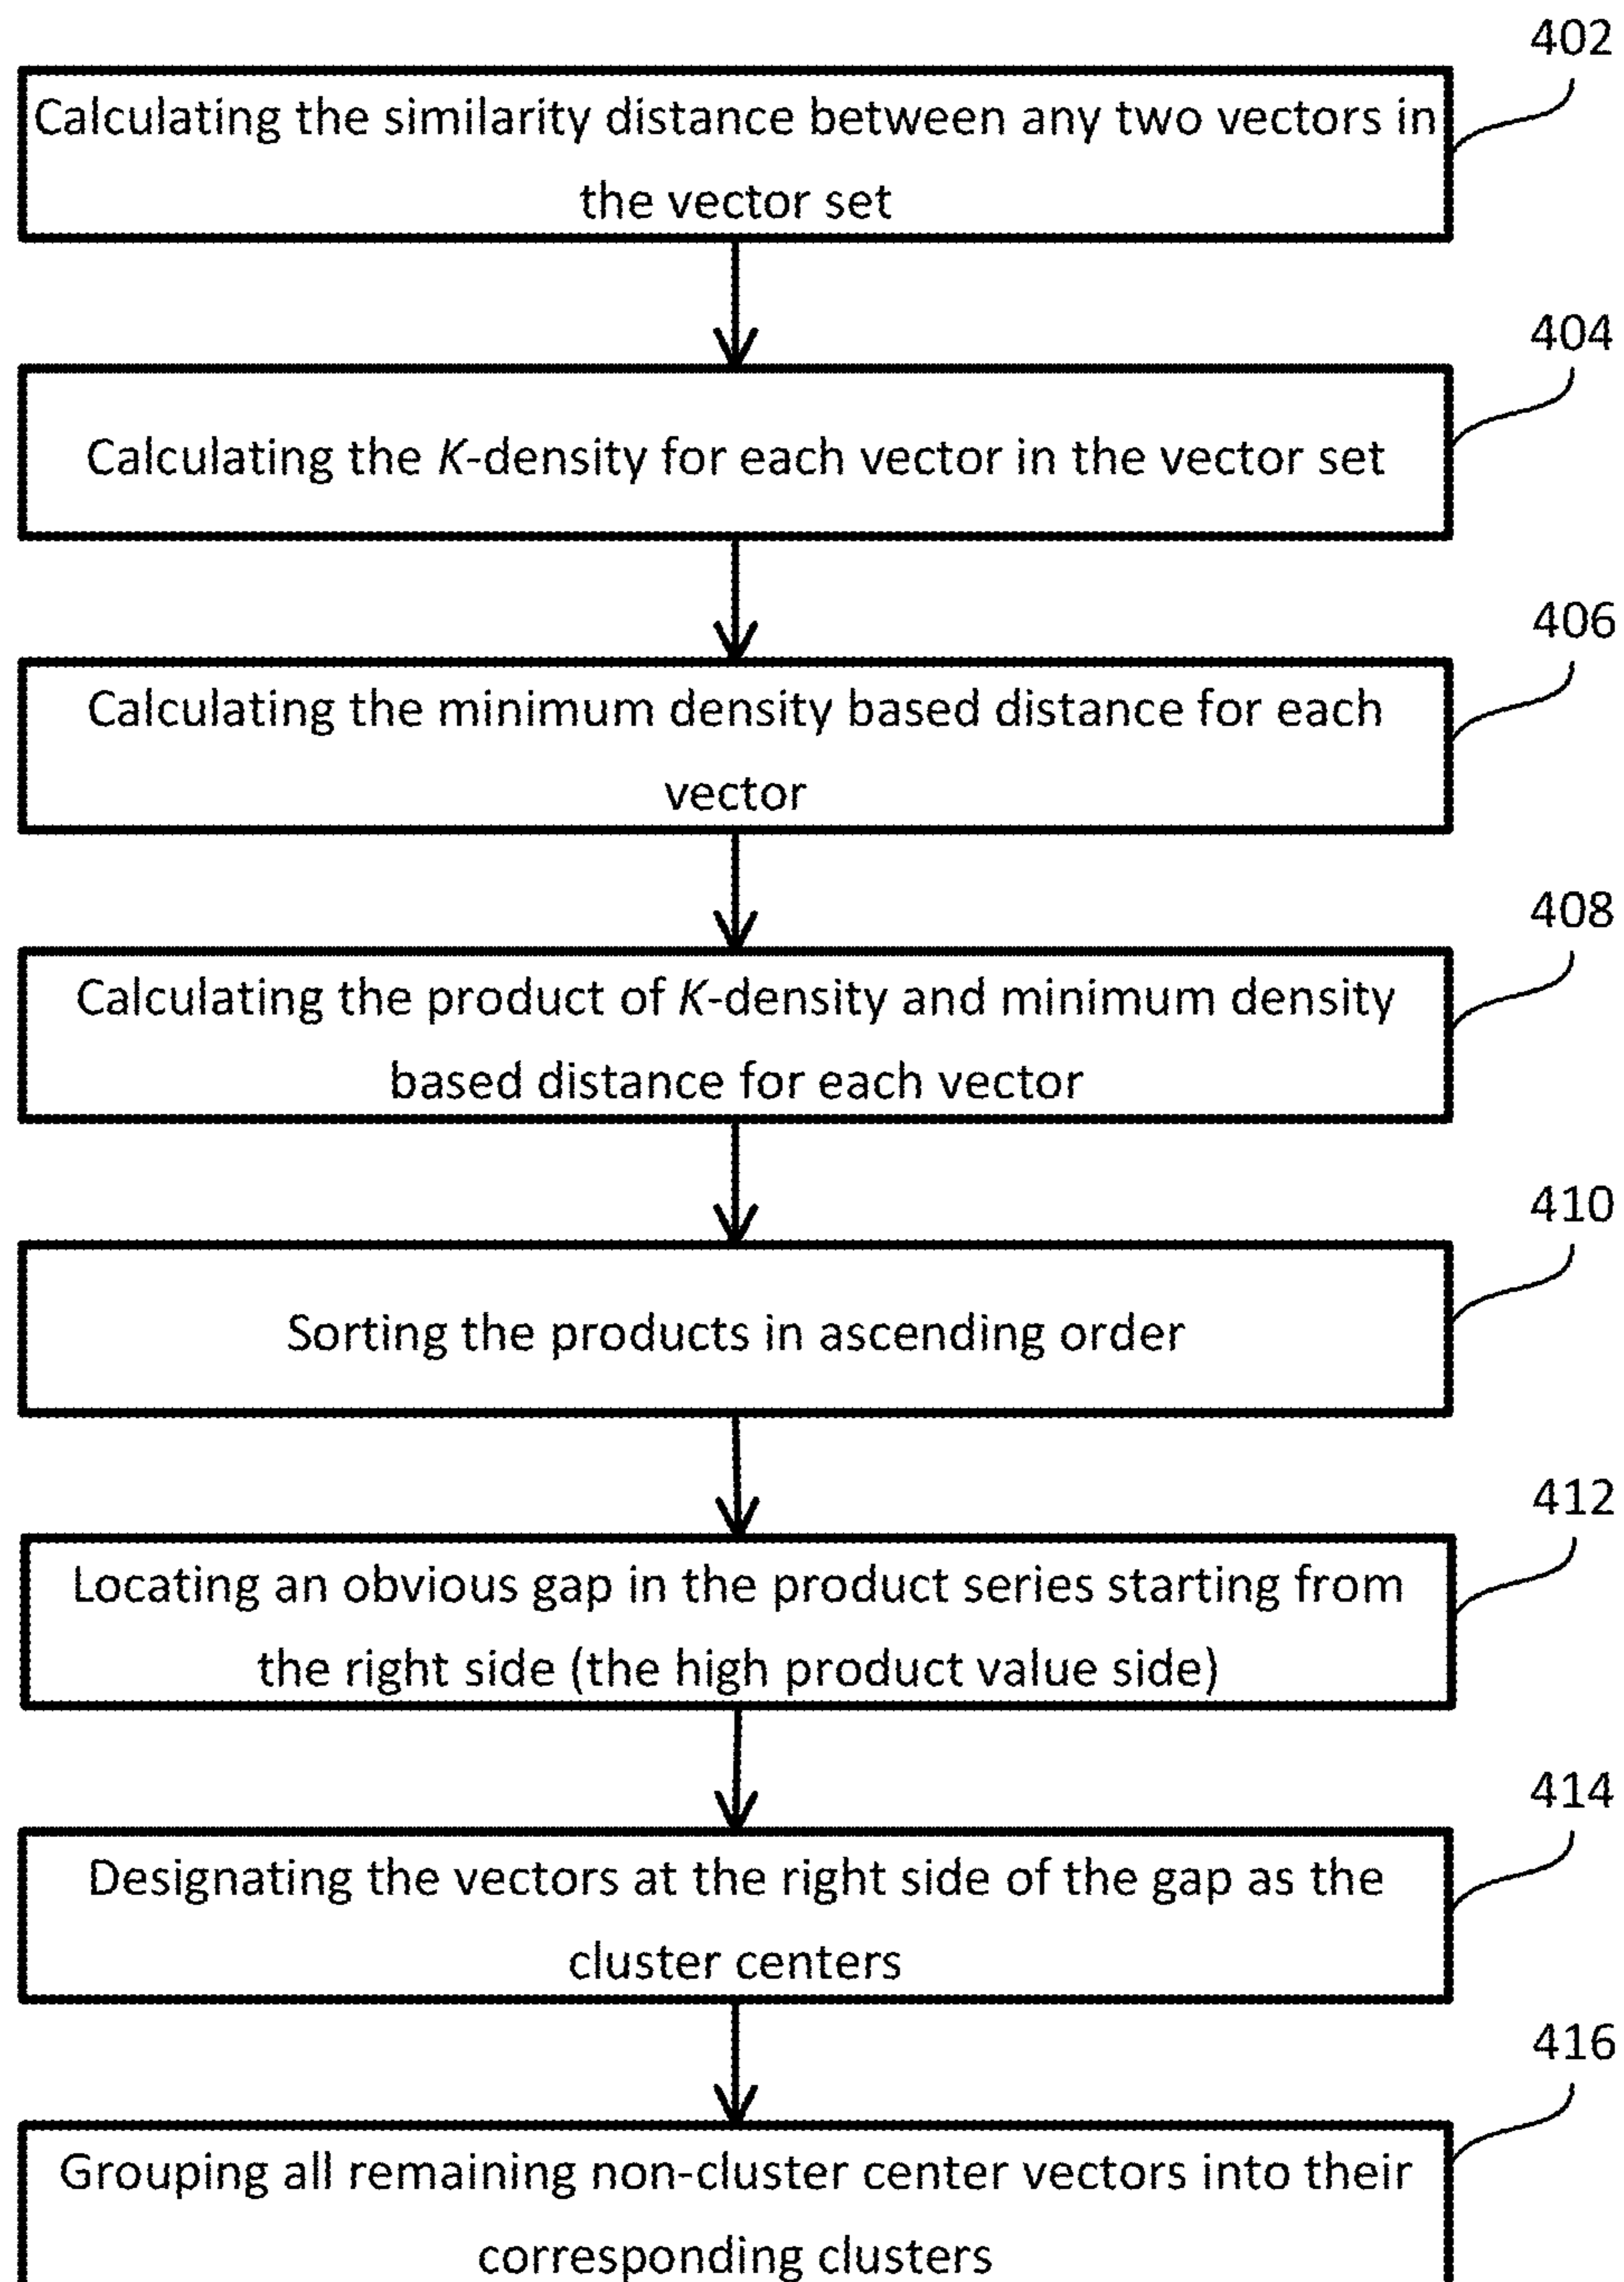 402
Calculating the similarity distance between any two vectors in
the vector set
404
Calculating the K-density for each vector in the vector set
406
Calculating the minimum density based distance for each
vector
408
Calculating the product of K-density and minimum density
based distance for each vector
410
Sorting the products in ascending order
412
Locating an obvious gap in the product series starting from
the right side (the high product value side)
414
Designating the vectors at the right side of the gap as the
cluster centers
416
Grouping all remaining non-cluster center vectors into their
corresponding clusters